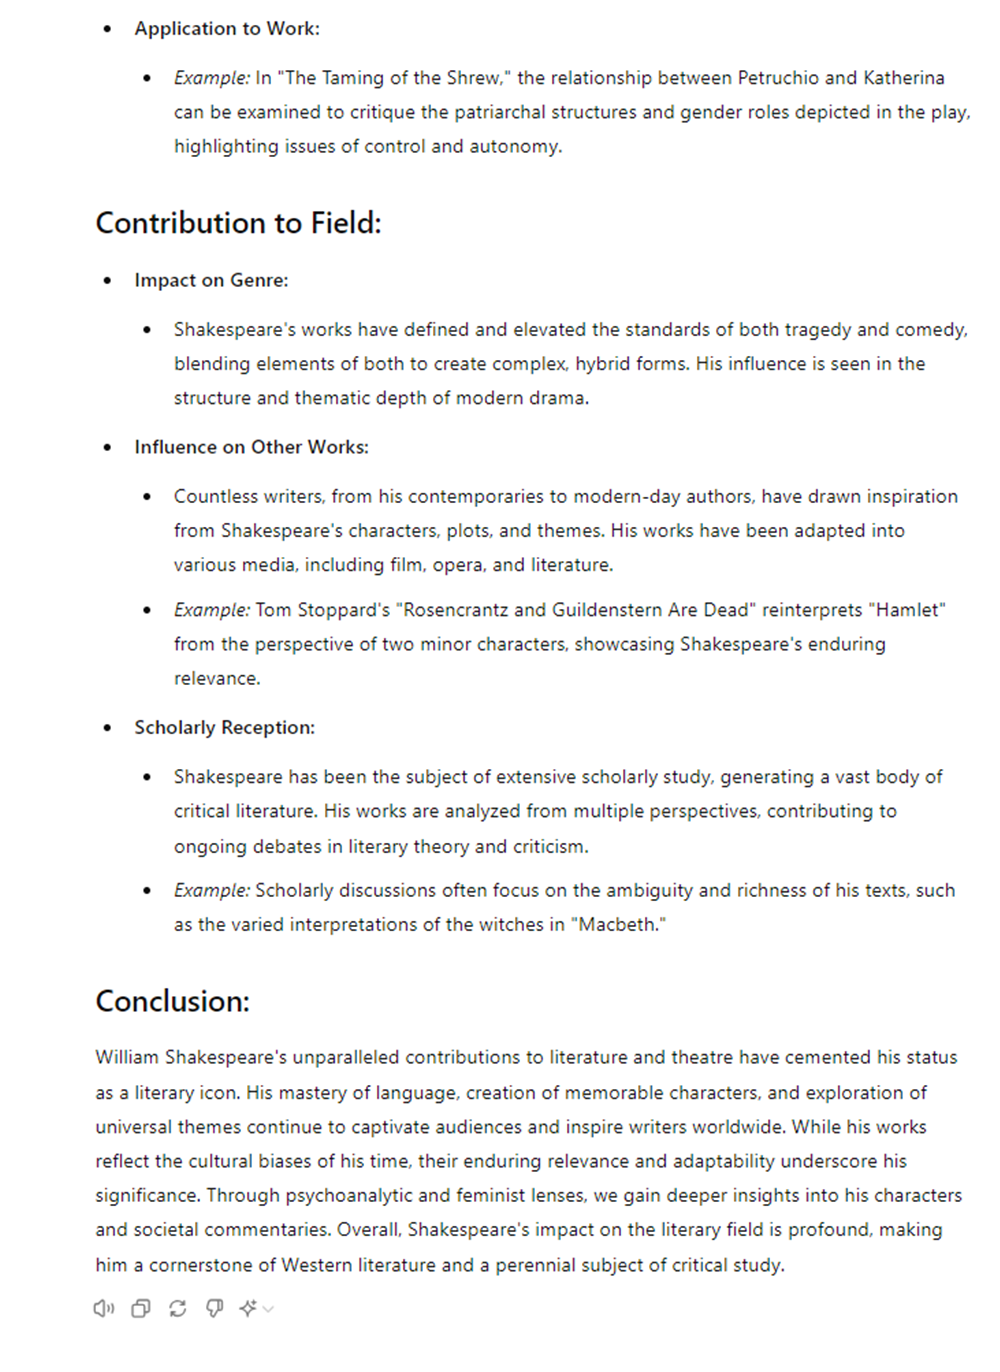 Application to Work:
Example: In "The Taming of the Shrew," the relationship between Petruchio and Katherina
can be examined to critique the patriarchal structures and gender roles depicted in the play,
highlighting issues of control and autonomy.
Contribution to Field:
Impact on Genre:
Shakespeare's works have defined and elevated the standards of both tragedy and comedy,
blending elements of both to create complex, hybrid forms. His influence is seen in the
structure and thematic depth of modern drama.
Influence on Other Works:
Countless writers, from his contemporaries to modern-day authors, have drawn inspiration
from Shakespeare's characters, plots, and themes. His works have been adapted into
various media, including film, opera, and literature.
Example: Tom Stoppard's "Rosencrantz and Guildenstern Are Dead" reinterprets "Hamlet"
from the perspective of two minor characters, showcasing Shakespeare's enduring
relevance.
Scholarly Reception:
Shakespeare has been the subject of extensive scholarly study, generating a vast body of
critical literature. His works are analyzed from multiple perspectives, contributing to
ongoing debates in literary theory and criticism.
Example: Scholarly discussions often focus on the ambiguity and richness of his texts, such
as the varied interpretations of the witches in "Macbeth."
Conclusion:
William Shakespeare's unparalleled contributions to literature and theatre have cemented his status
as a literary icon. His mastery of language, creation of memorable characters, and exploration of
universal themes continue to captivate audiences and inspire writers worldwide. While his works
reflect the cultural biases of his time, their enduring relevance and adaptability underscore his
significance. Through psychoanalytic and feminist lenses, we gain deeper insights into his characters
and societal commentaries. Overall, Shakespeare's impact on the literary field is profound, making
him a cornerstone of Western literature and a perennial subject of critical study.